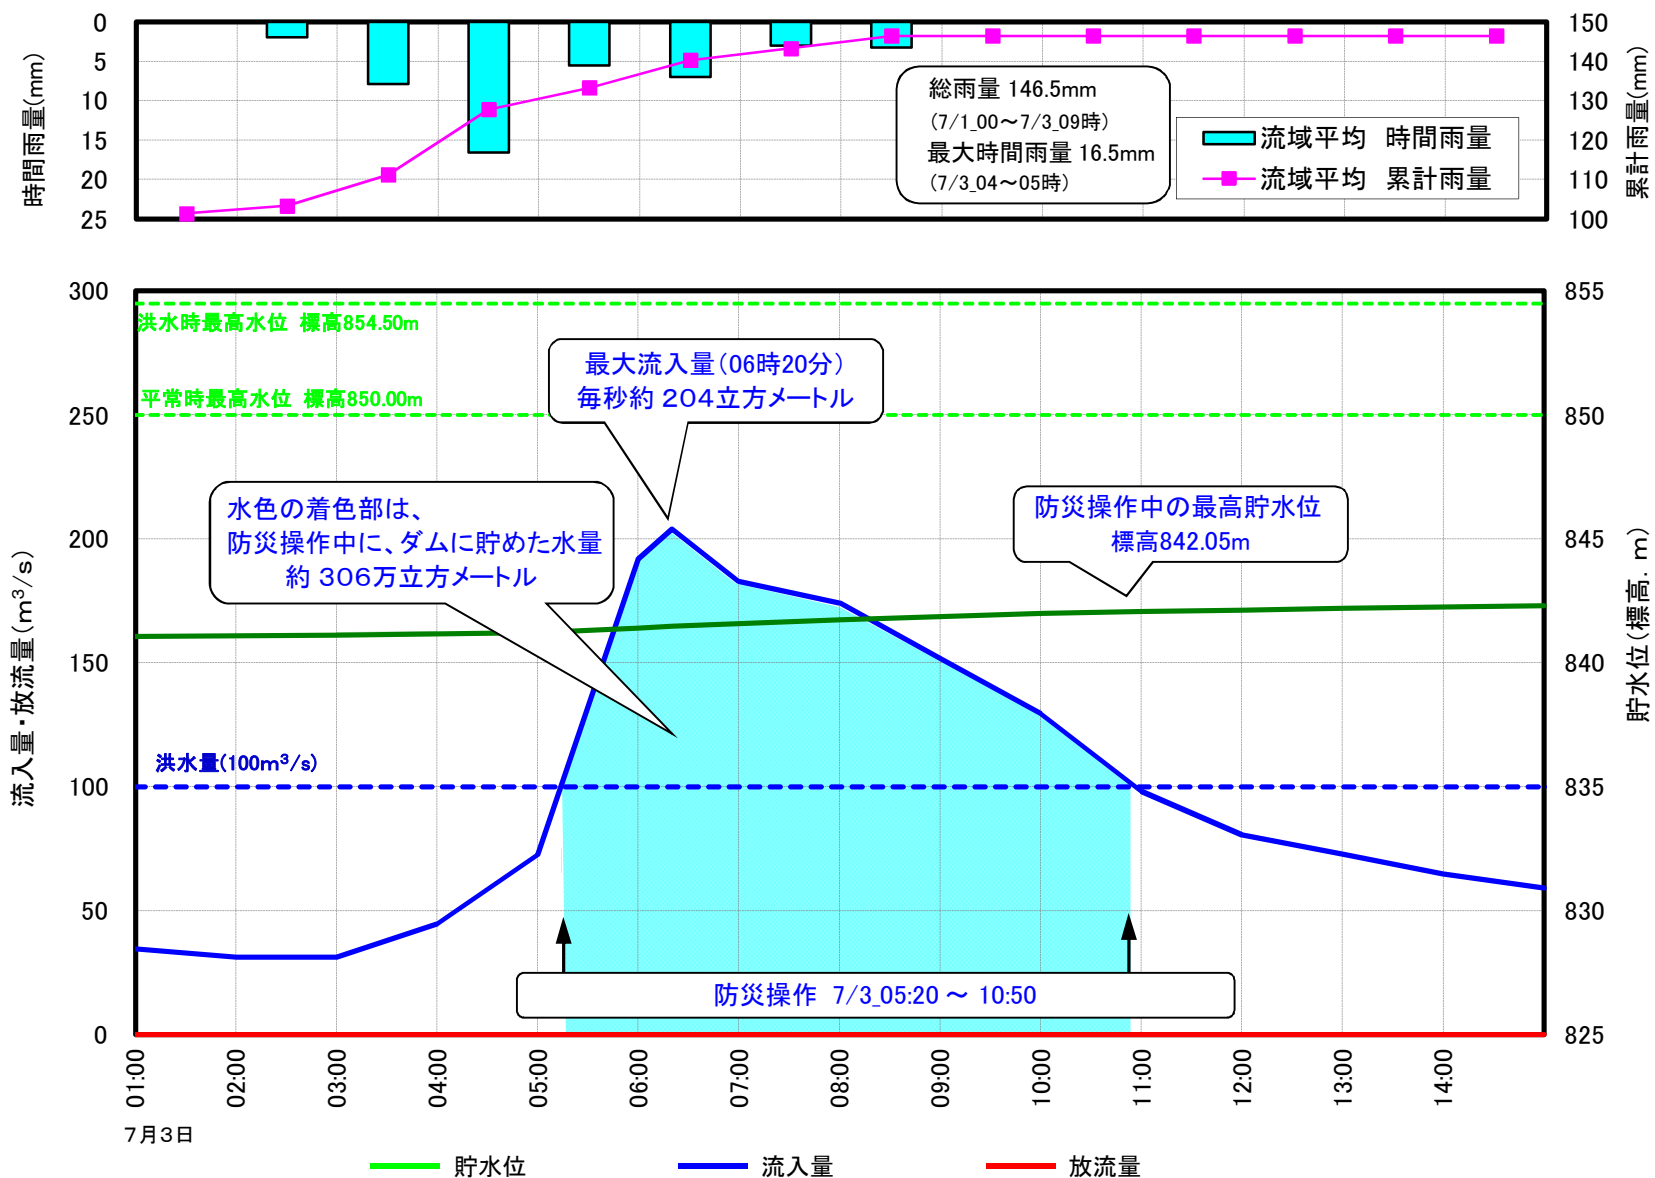 0
5
10
15
20
25
時間雨量(mm)
150
140
130
120
110
100
累計雨量(mm)
総雨量 146.5mm
(7/1_00～7/3_09時)
最大時間雨量 16.5mm
(7/3_04～05時)
流域平均　時間雨量
流域平均　累計雨量
300
250
200
150
100
50
0
流入量・放流量(m³/s)
855
850
845
840
835
830
825
貯水位(標高．m)
洪水時最高水位 標高854.50m
平常時最高水位 標高850.00m
最大流入量(06時20分)
毎秒約 204立方メートル
水色の着色部は、
防災操作中に、ダムに貯めた水量
約 306万立方メートル
防災操作中の最高貯水位
標高842.05m
洪水量(100m³/s)
防災操作 7/3_05:20 ～ 10:50
01:00
02:00
03:00
04:00
05:00
06:00
07:00
08:00
09:00
10:00
11:00
12:00
13:00
14:00
7月3日
貯水位
流入量
放流量